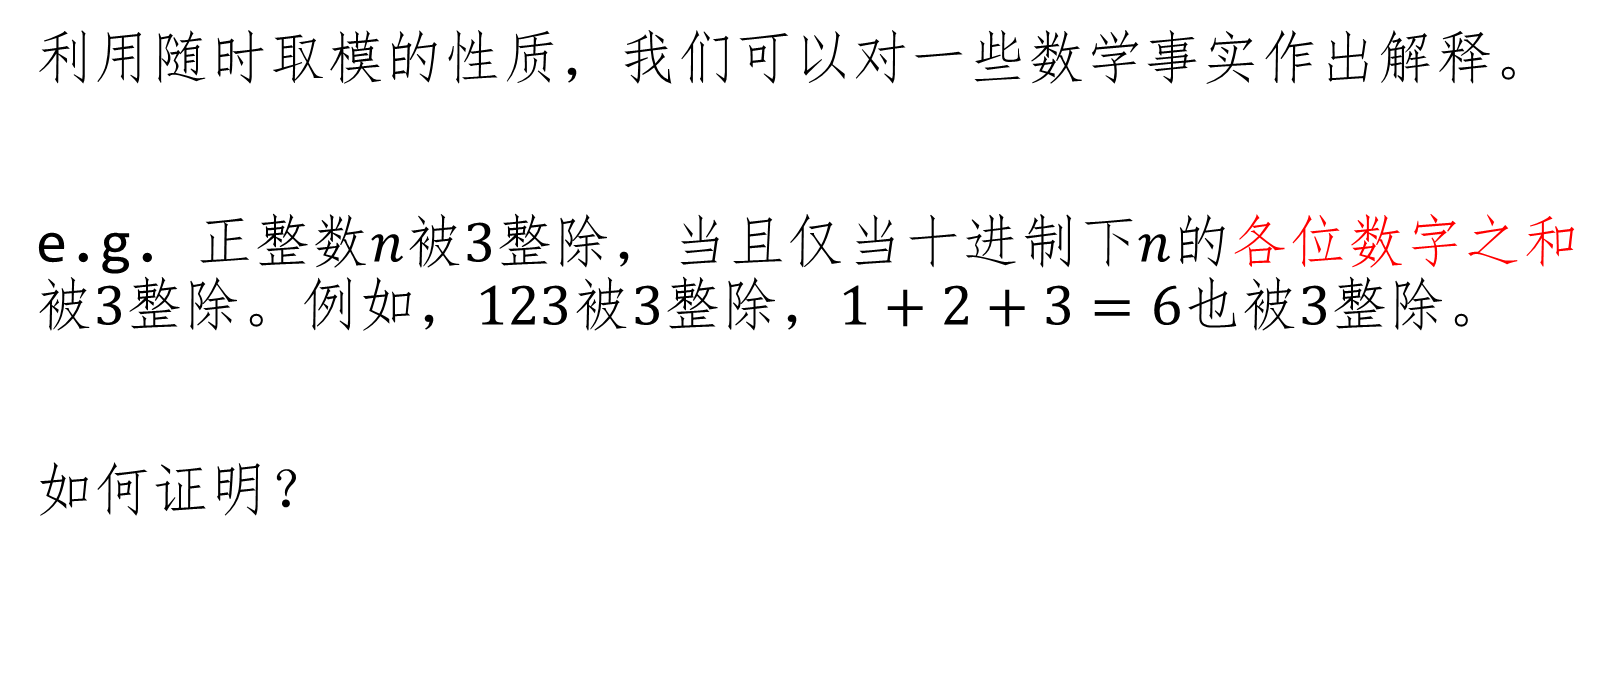 利用随时取模的性质，我们可以对一些数学事实作出解释。
e.g. 正整数n被3整除，当且仅当十进制下n的各位数字之和
被3整除。例如，123被3整除，1 + 2 + 3 = 6也被3整除。
如何证明？